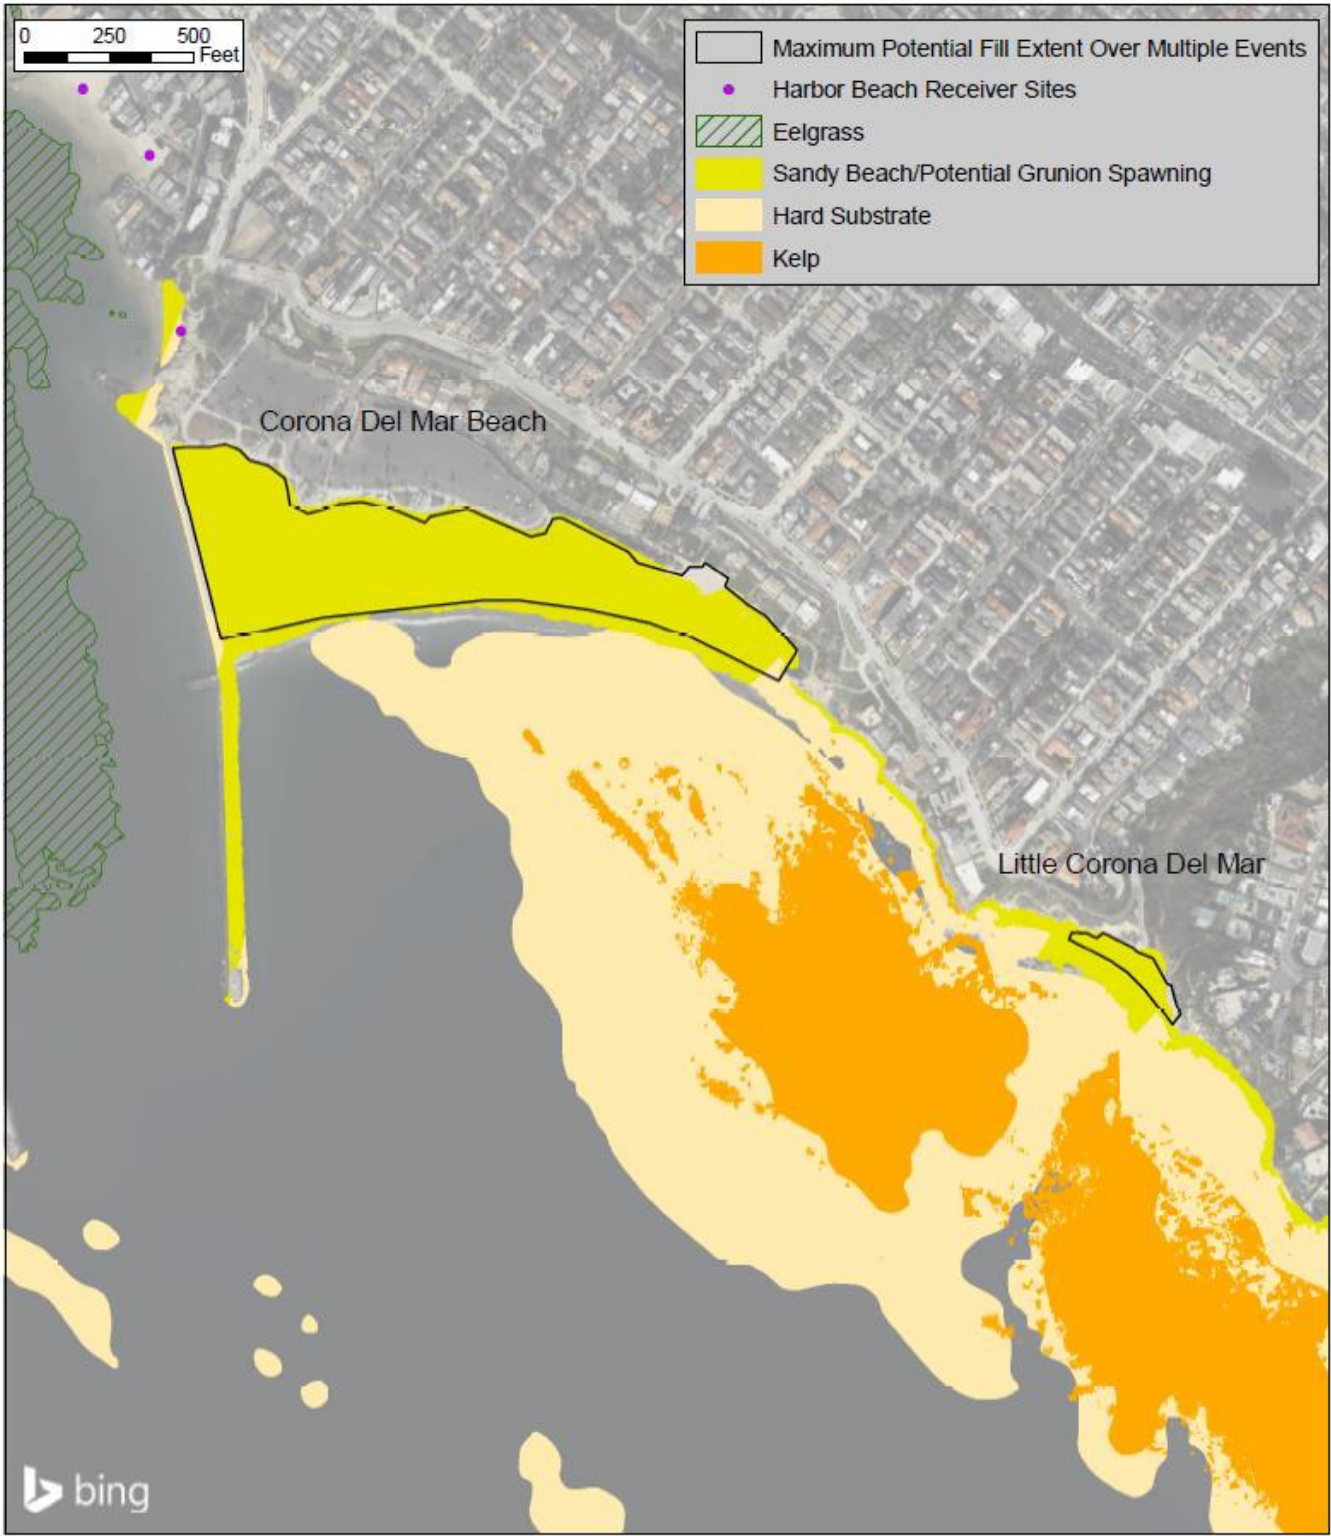 0 250 500
Feet
Maximum Potential Fill Extent Over Multiple Events
Harbor Beach Receiver Sites
Eelgrass
Sandy Beach/Potential Grunion Spawning
Hard Substrate
Kelp
Corona Del Mar Beach
Little Corona Del Mar
bing